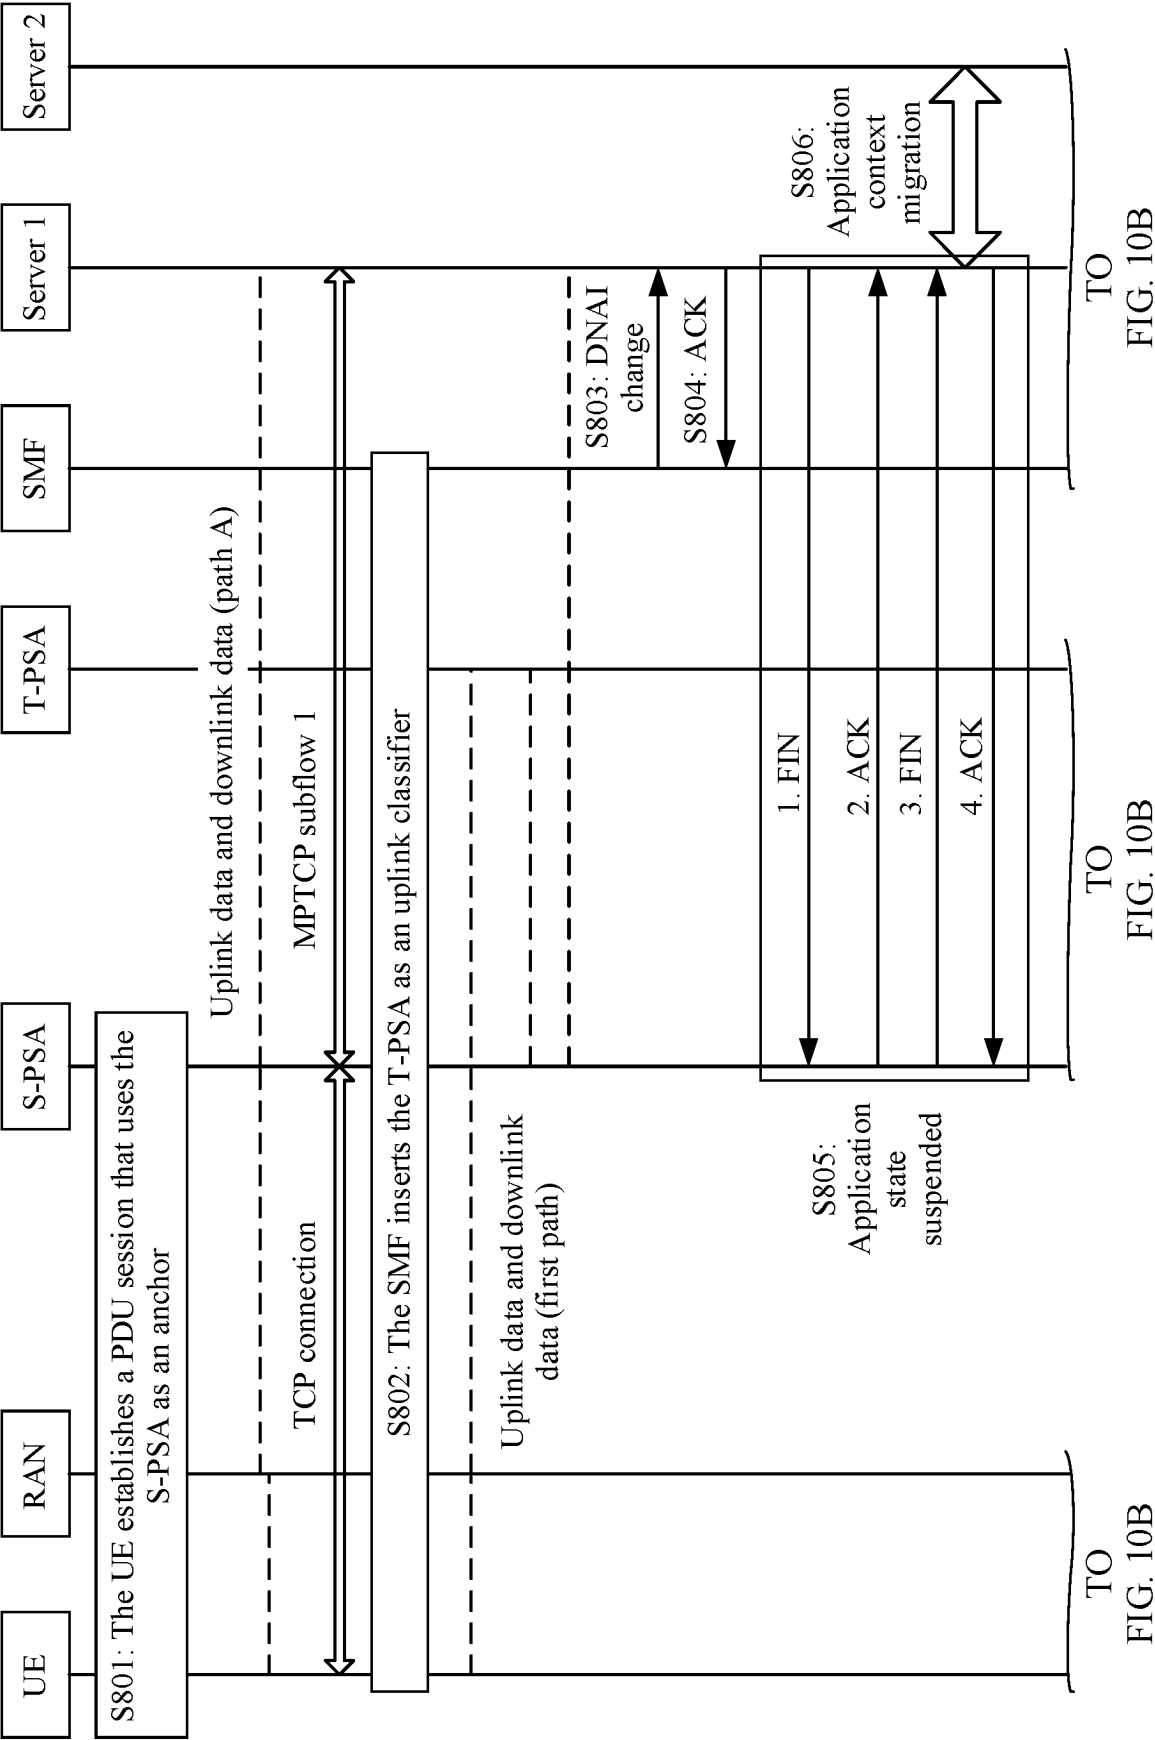 UE
RAN
S-PSA
T-PSA
SMF
Server 1
Server 2
S801: The UE establishes a PDU session that uses the
S-PSA as an anchor
Uplink data and downlink data (path A)
TCP connection
MPTCP subflow 1
S802: The SMF inserts the T-PSA as an uplink classifier
Uplink data and downlink
data (first path)
S803: DNAI
change
S804: ACK
S805:
Application
state
suspended
1. FIN
2. ACK
3. FIN
4. ACK
S806:
Application
context
migration
TO
FIG. 10B
TO
FIG. 10B
TO
FIG. 10B